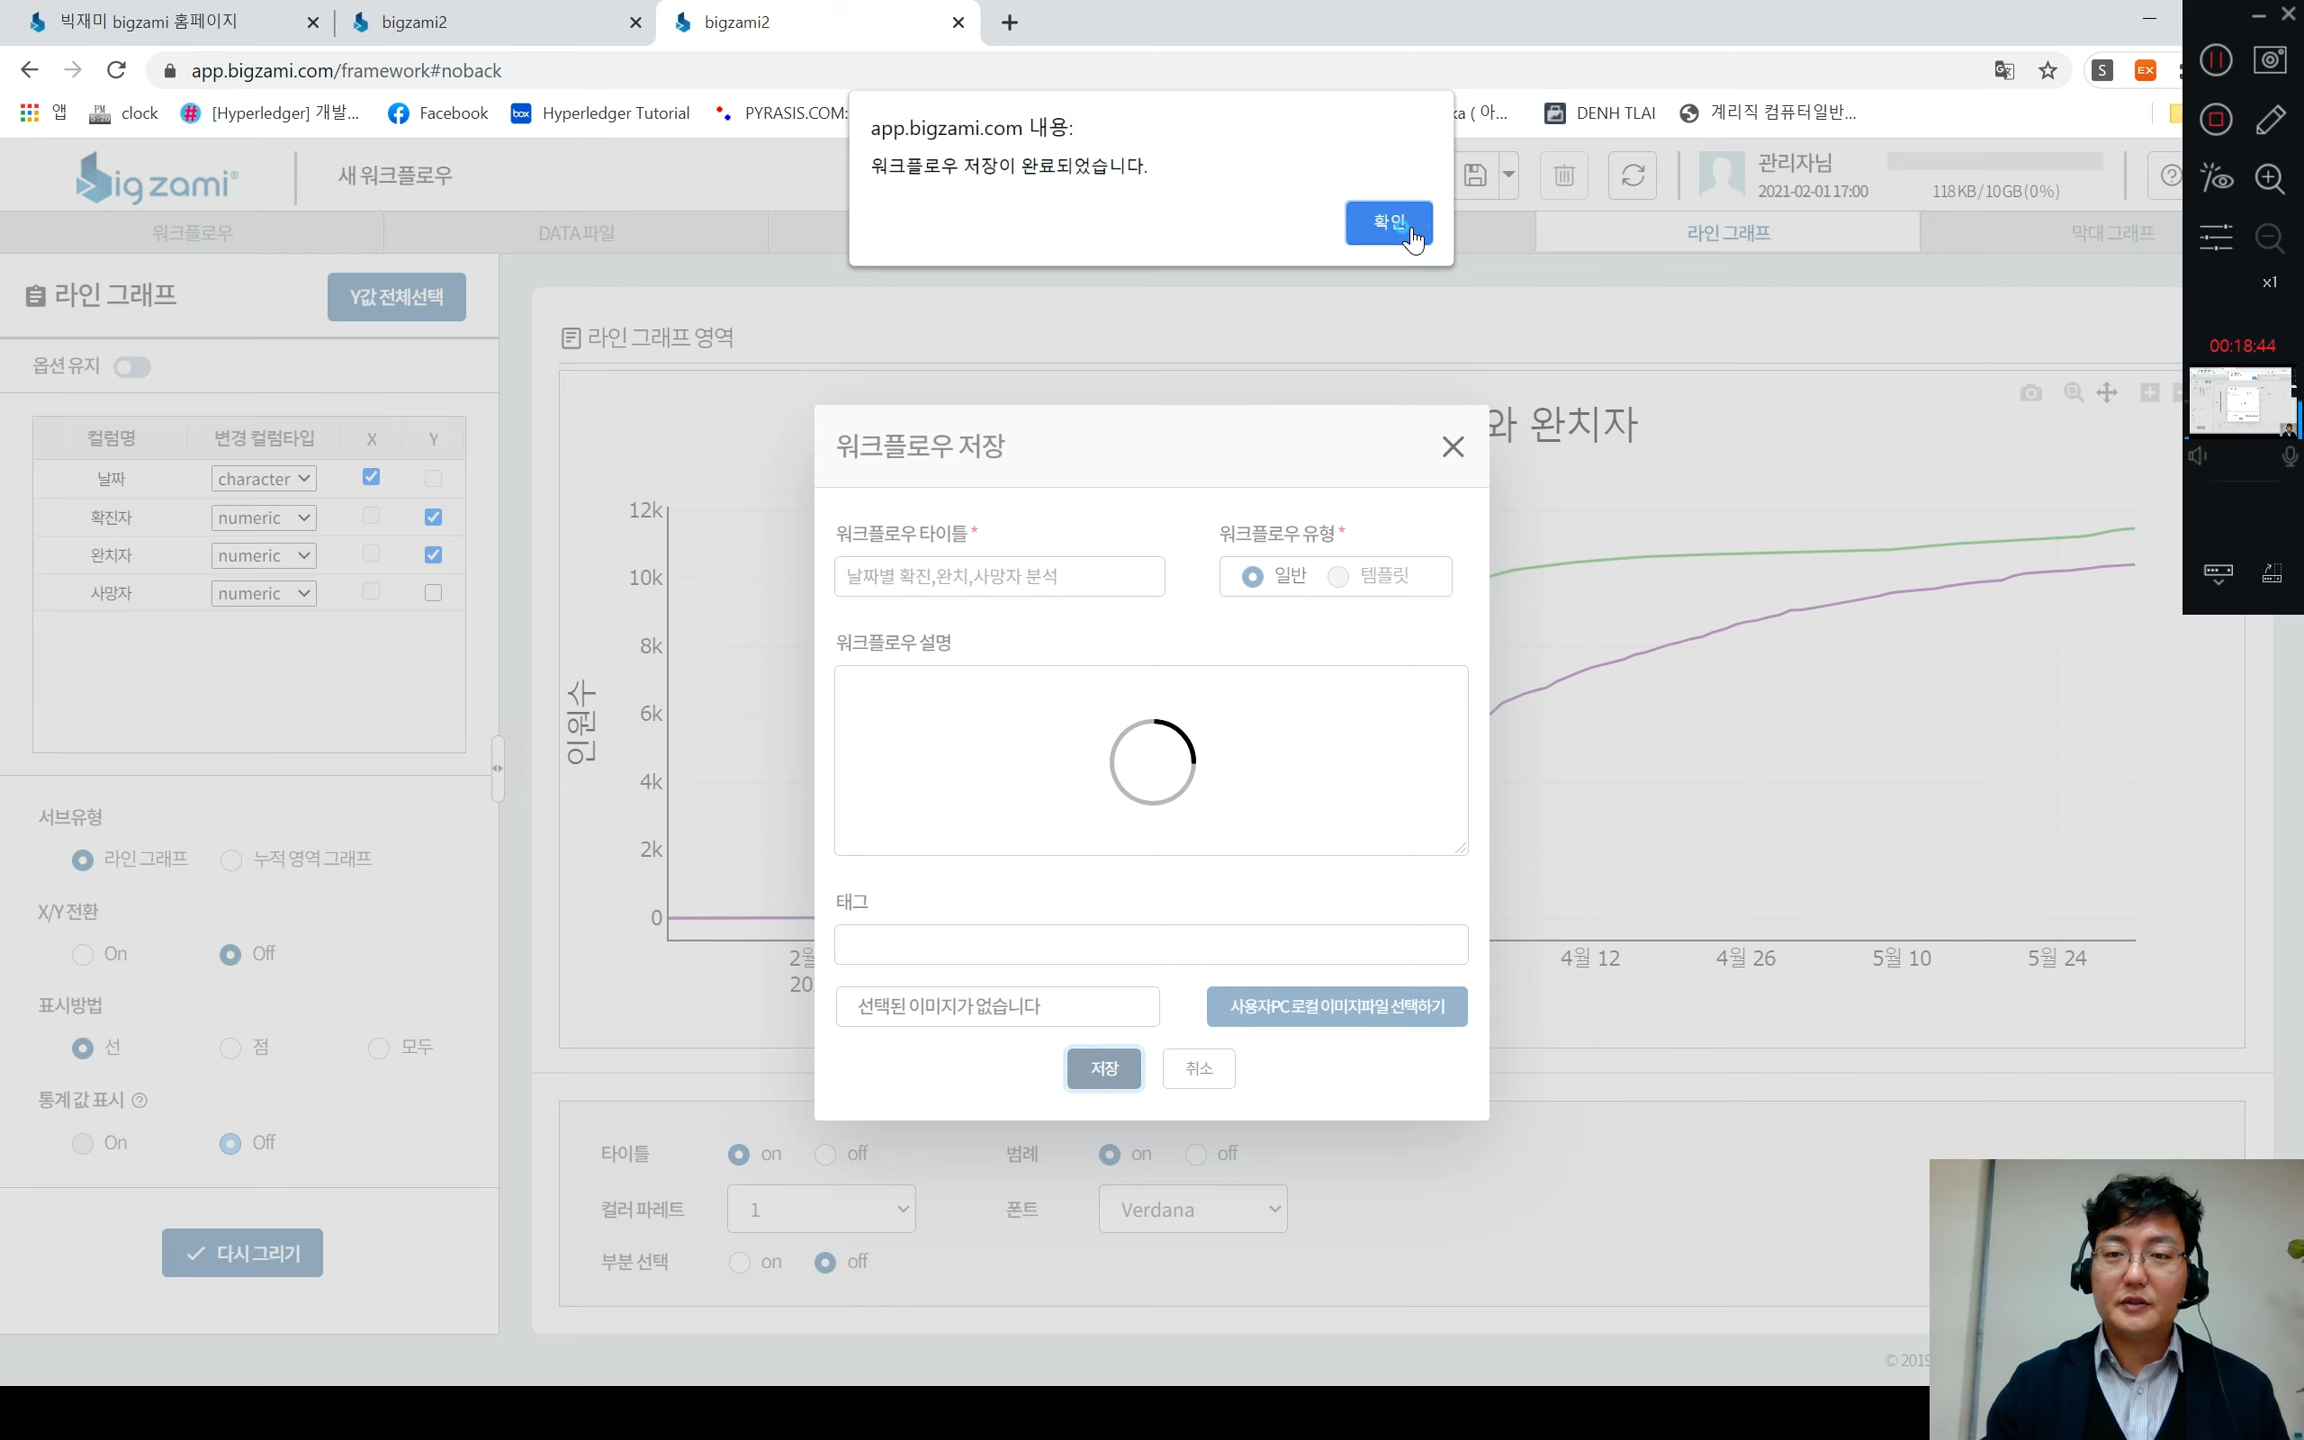 빅재미 bigzami 홈페이지
bigzami2
bigzami2
app.bigzami.com/framework#noback
S
EX
앱
PM 5:20
clock
[Hyperledger] 개발...
Facebook
box
Hyperledger Tutorial
PYRASIS.COM:
ka ( 아...
DENH TLAI
계리직 컴퓨터일반...
app.bigzami.com 내용:
워크플로우 저장이 완료되었습니다.
확인
big zami®
새 워크플로우
관리자님
2021-02-01 17:00
118KB/10GB(0%)
x1
00:18:44
워크플로우
DATA 파일
라인 그래프
막대 그래프
라인 그래프
Y값 전체선택
옵션 유지
컬럼명
변경 컬럼타입
X
Y
날짜
character
확진자
numeric
완치자
numeric
사망자
numeric
서브유형
라인 그래프
누적 영역 그래프
X/Y 전환
On
Off
표시방법
선
점
모두
통계 값 표시
On
Off
다시 그리기
라인 그래프 영역
와 완치자
12k
10k
8k
6k
4k
2k
0
인원수
2월
20
4월 12
4월 26
5월 10
5월 24
워크플로우 저장
워크플로우 타이틀*
워크플로우 유형*
날짜별 확진,완치,사망자 분석
일반
템플릿
워크플로우 설명
태그
선택된 이미지가 없습니다
사용자PC 로컬 이미지파일 선택하기
저장
취소
타이틀
on
off
범례
on
off
컬러 파레트
1
폰트
Verdana
부분 선택
on
off
© 2019